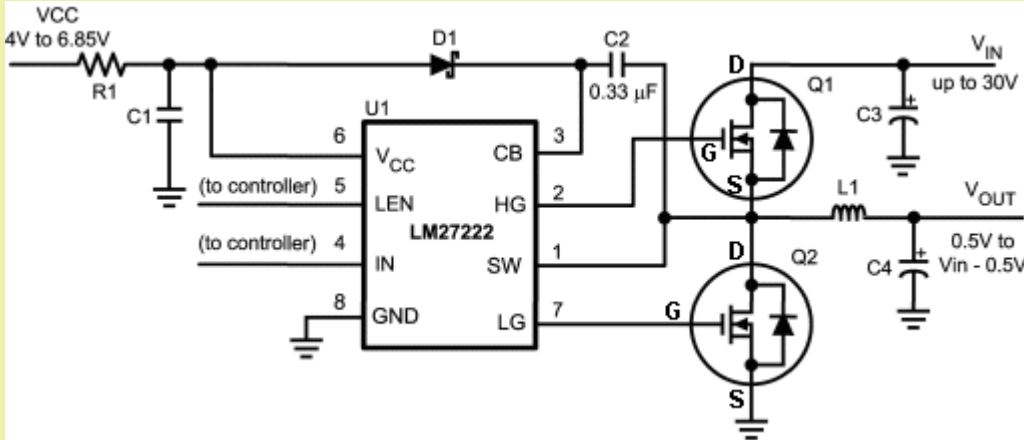 VCC
4V to 6.85V
R1
C1
D1
C2
0.33 µF
D
Q1
G
S
V_IN
up to 30V
C3
U1
6
V_CC
CB
3
(to controller) 5
LEN
HG
2
LM27222
(to controller) 4
IN
SW
1
8
GND
LG
7
L1
V_OUT
0.5V to
Vin - 0.5V
C4
D
Q2
G
S